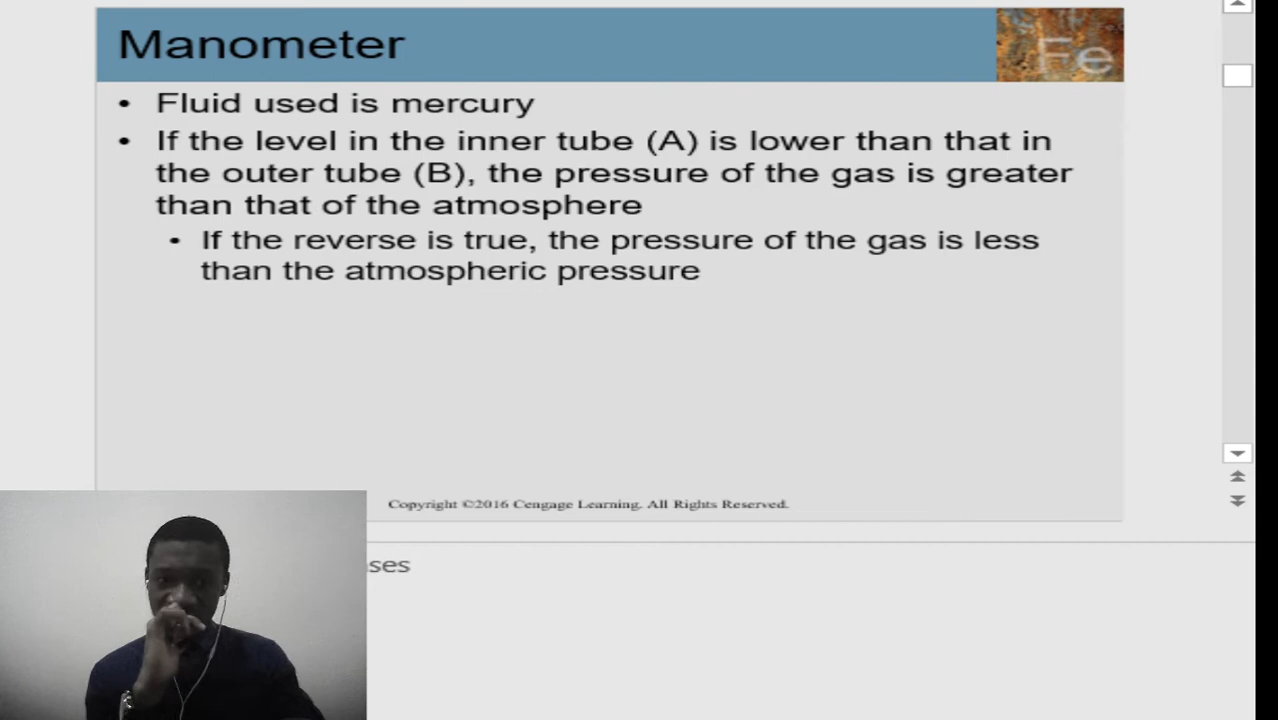 Manometer
Fe
• Fluid used is mercury
• If the level in the inner tube (A) is lower than that in
the outer tube (B), the pressure of the gas is greater
than that of the atmosphere
• If the reverse is true, the pressure of the gas is less
than the atmospheric pressure
Copyright ©2016 Cengage Learning. All Rights Reserved.